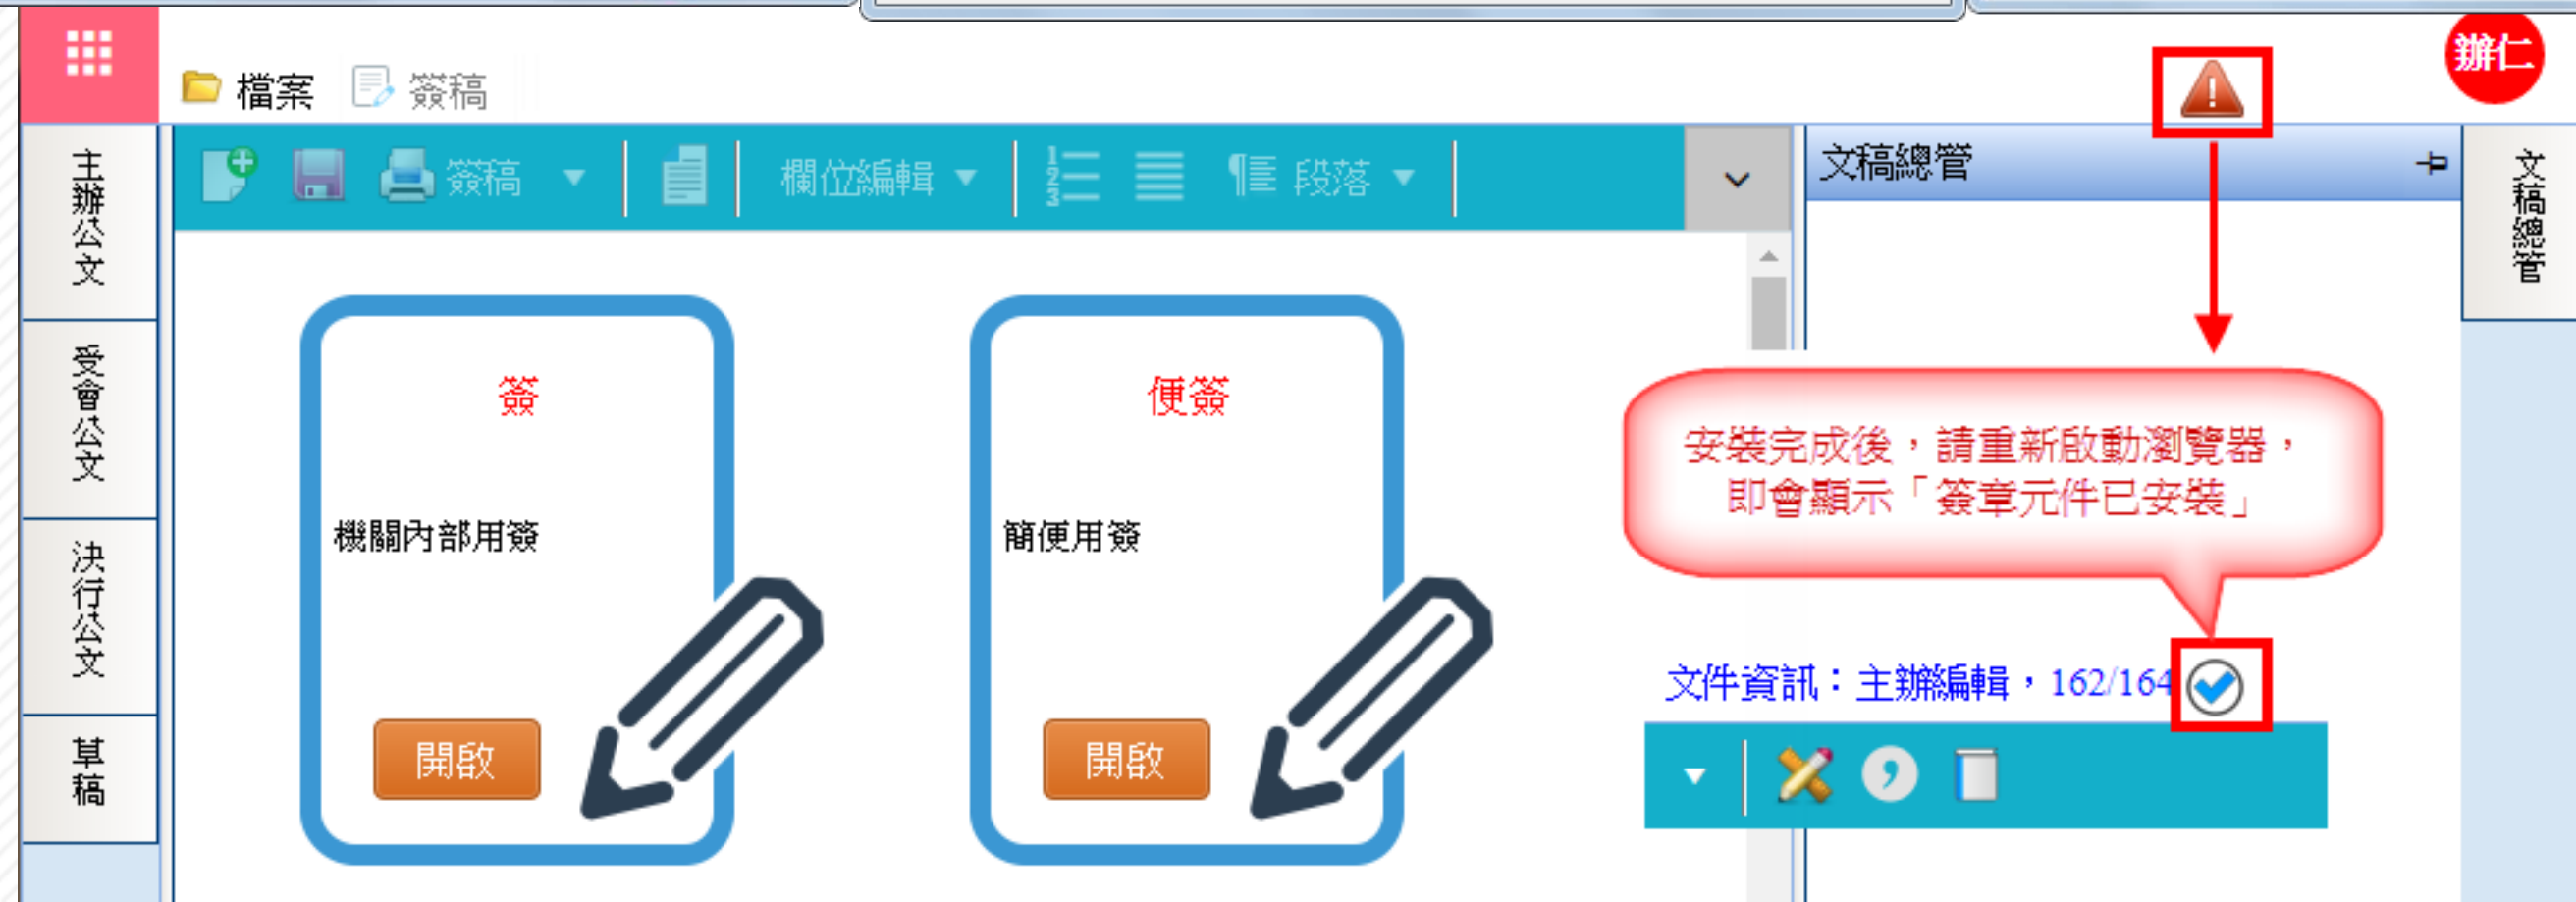 辦仁
檔案 簽稿
主辦公文
受會公文
決行公文
草稿
簽稿 欄位編輯 段落
文稿總管
文稿總管
簽
機關內部用簽
開啟
便簽
簡便用簽
開啟
安裝完成後，請重新啟動瀏覽器，
即會顯示「簽章元件已安裝」
文件資訊：主辦編輯，162/164